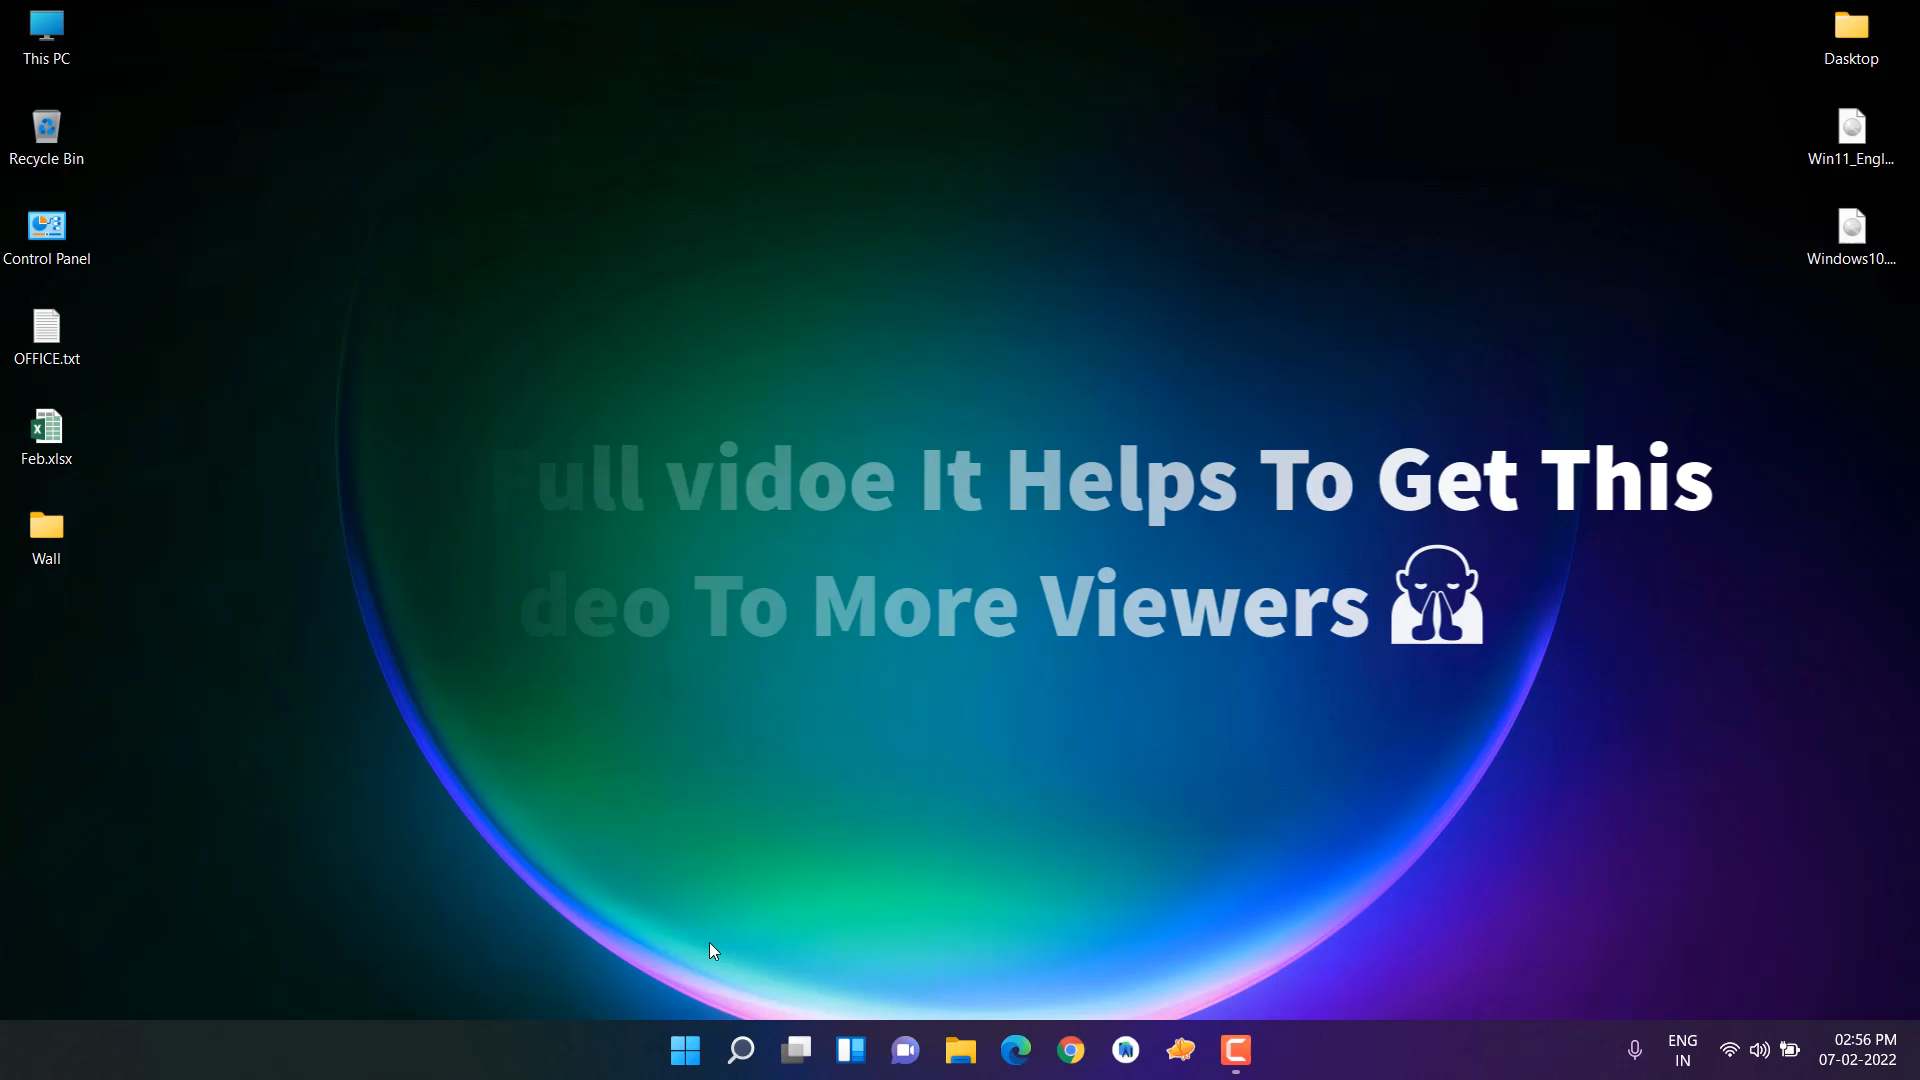 This PC
Recycle Bin
Control Panel
OFFICE.txt
Feb.xlsx
Wall
Dasktop
Win11_Engl...
Windows10....
Full vidoe It Helps To Get This
deo To More Viewers
ENG
IN
02:56 PM
07-02-2022